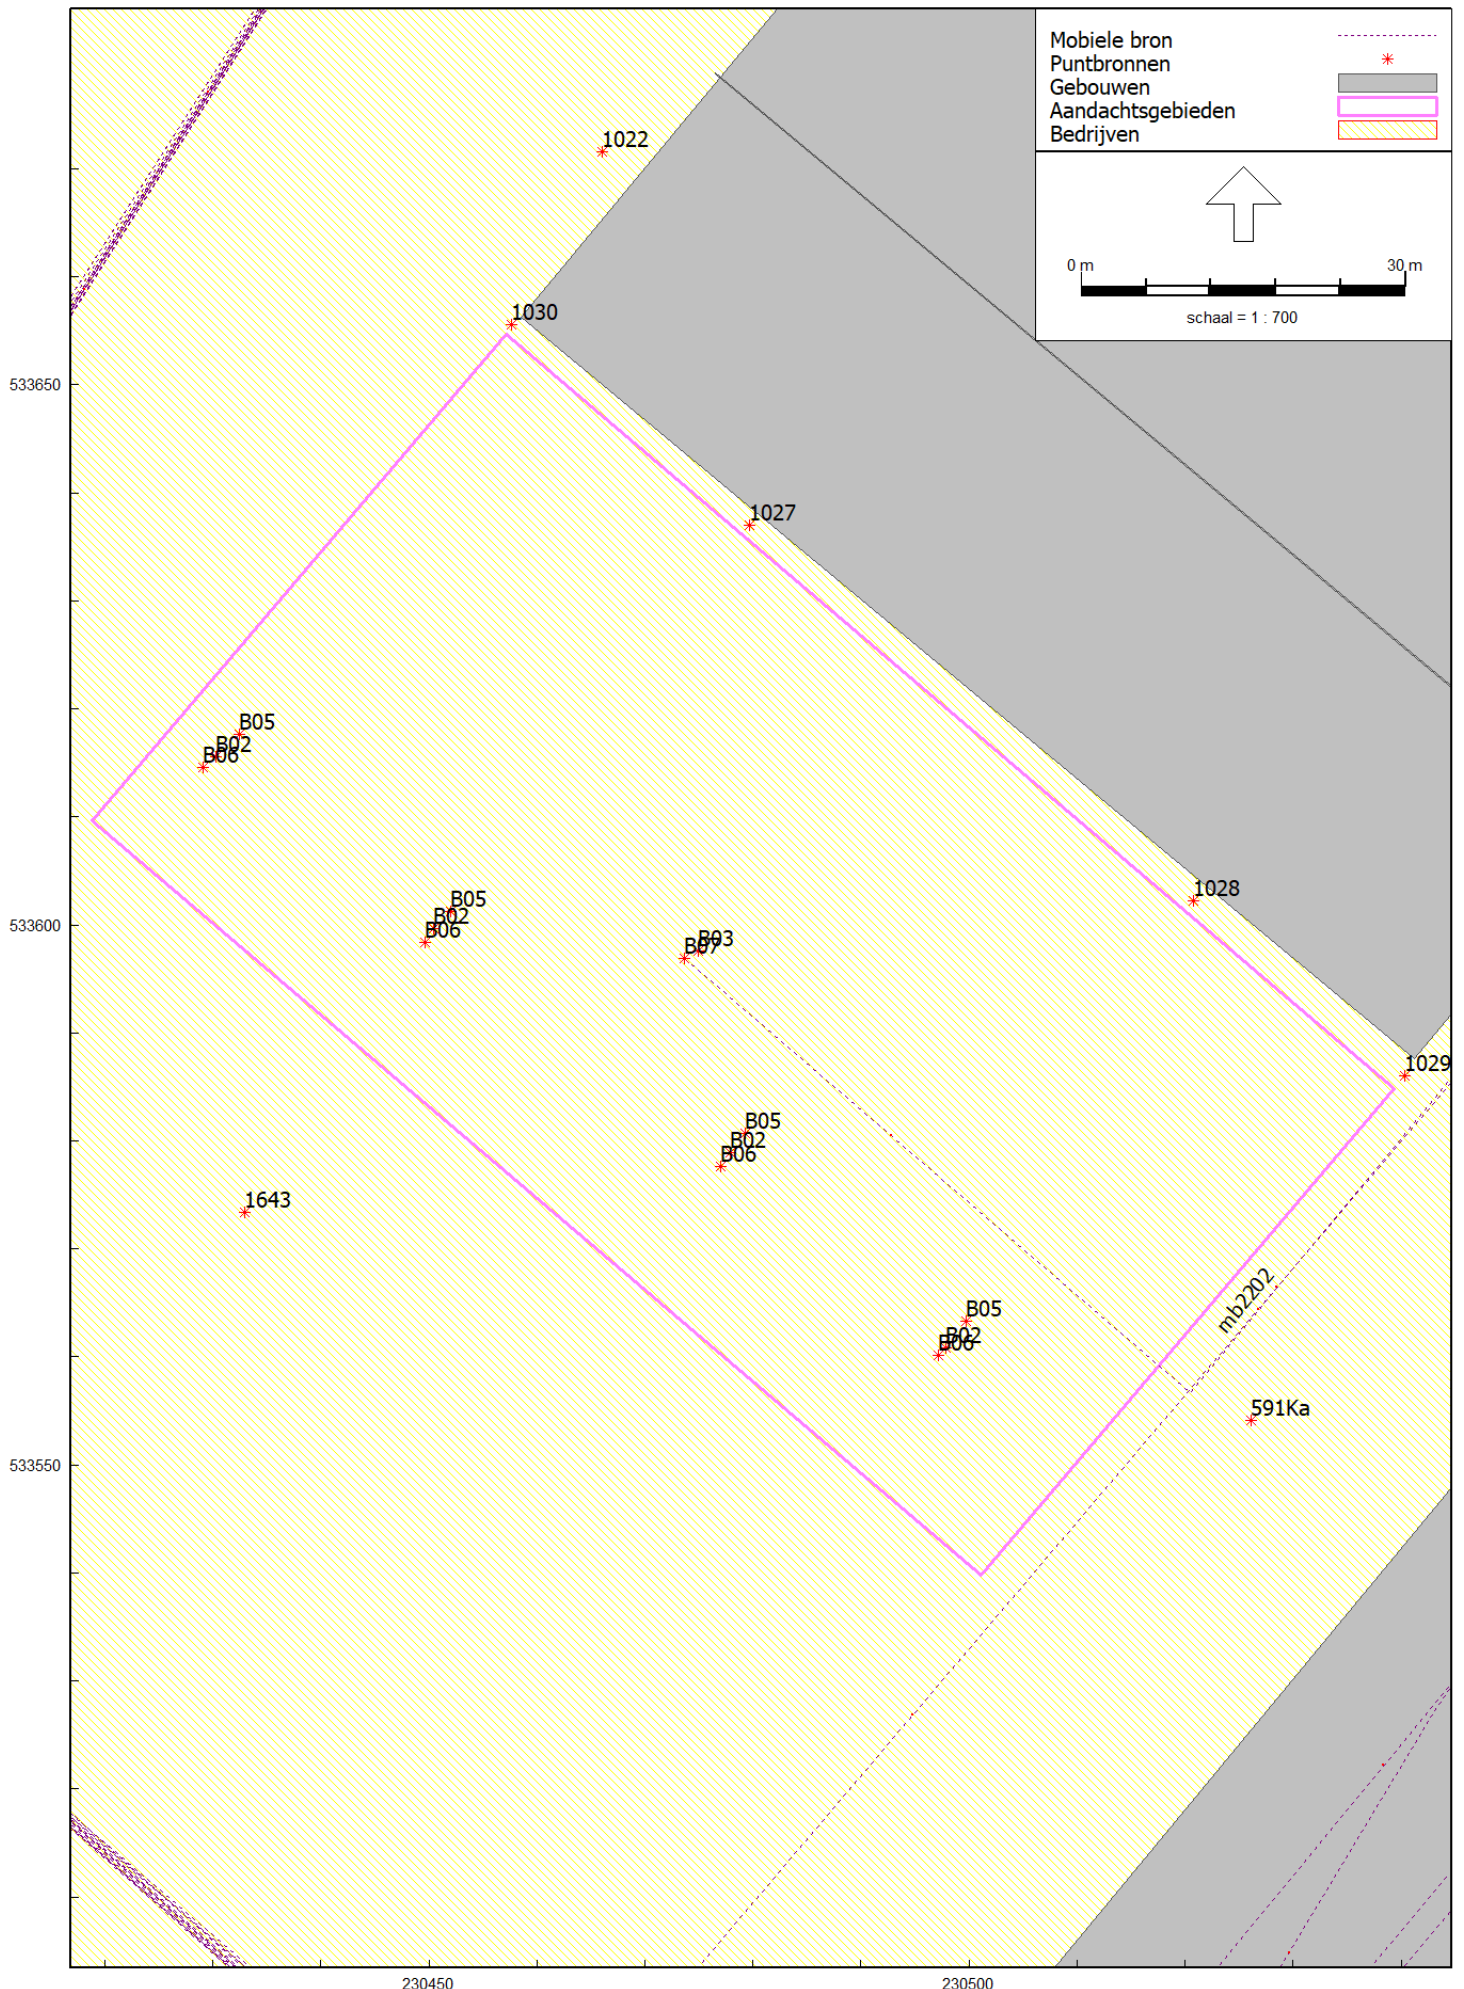 Mobiele bron
Puntbronnen
Gebouwen
Aandachtsgebieden
Bedrijven
0 m 30 m
schaal = 1 : 700
1022
1030
533650
1027
B05
B02
B06
1028
B05
B02
B06
533600
B03
B07
1029
B05
B02
B06
1643
mb2202
B05
B02
B06
591Ka
533550
230450 230500